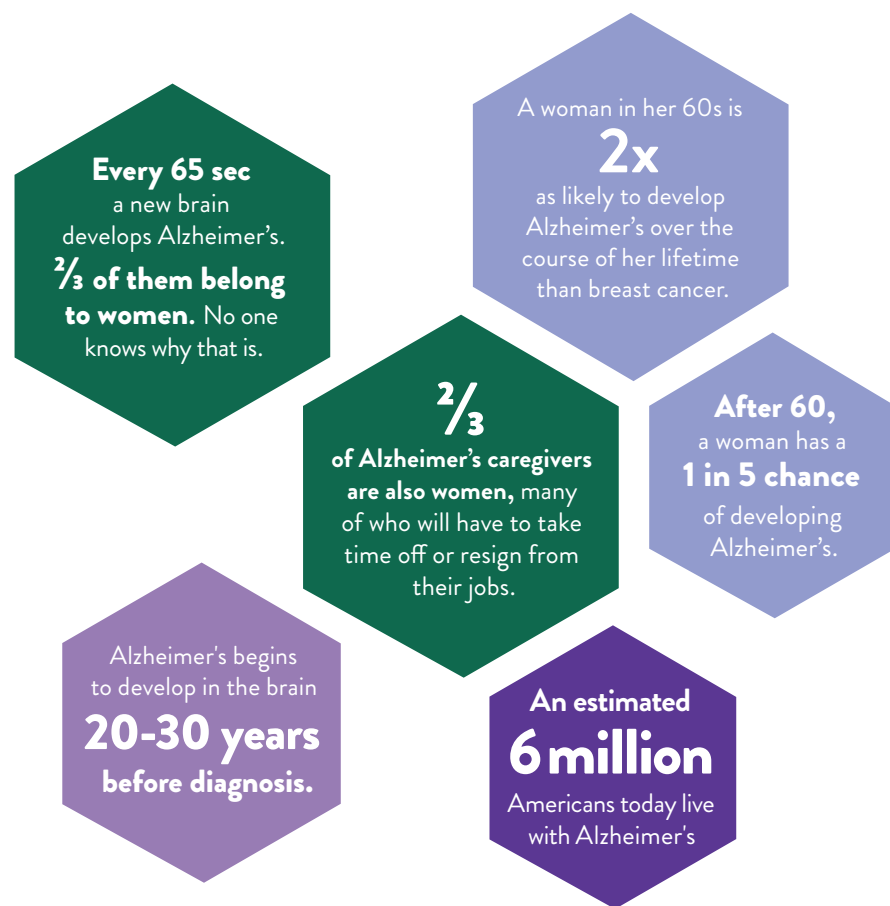 Every 65 sec
a new brain
develops Alzheimer’s.
⅔ of them belong
to women. No one
knows why that is.
A woman in her 60s is
2x
as likely to develop
Alzheimer’s over the
course of her lifetime
than breast cancer.
⅔
of Alzheimer’s caregivers
are also women, many
of who will have to take
time off or resign from
their jobs.
After 60,
a woman has a
1 in 5 chance
of developing
Alzheimer’s.
Alzheimer's begins
to develop in the brain
20-30 years
before diagnosis.
An estimated
6 million
Americans today live
with Alzheimer's